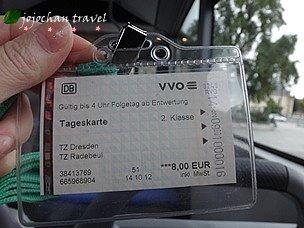 jojochan travel
DB VVO
Gültig bis 4 Uhr Folgetag ab Entwertung
Tageskarte 2. Klasse
TZ Dresden
TZ Radebeul
***8,00 EUR
38413769 51 inkl. MwSt
665968904 14.10.12